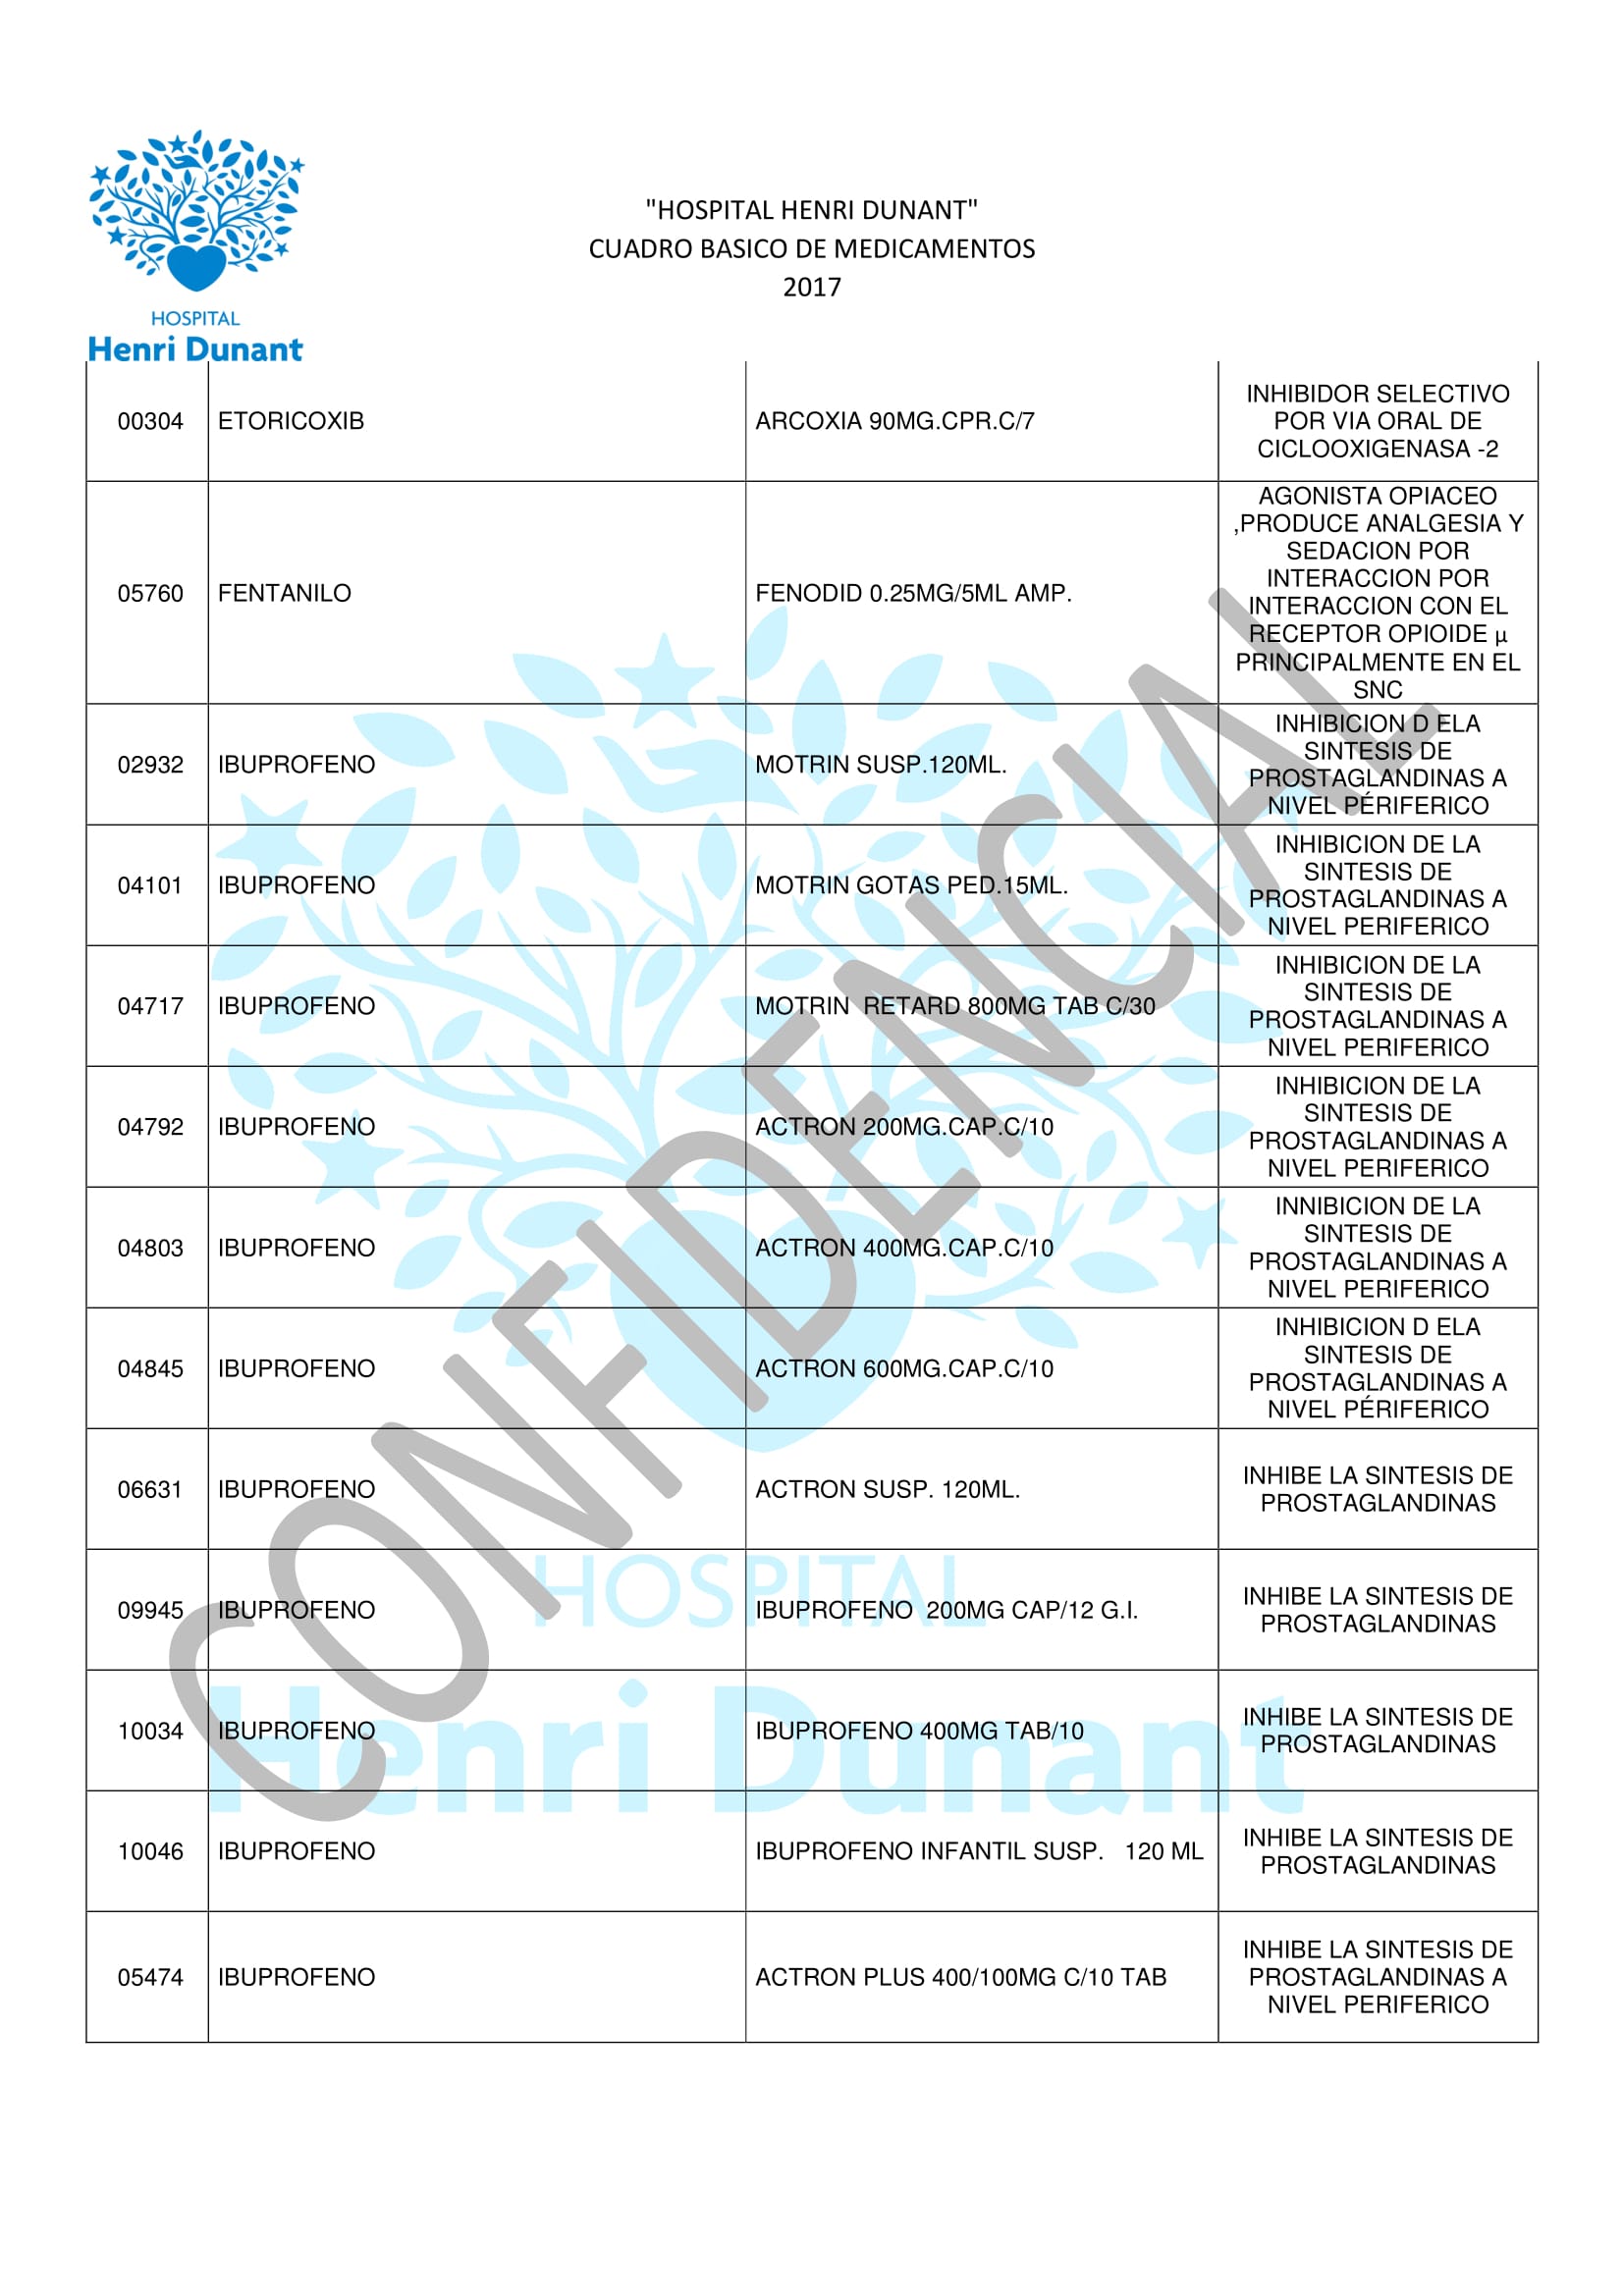 HOSPITAL
Henri Dunant
"HOSPITAL HENRI DUNANT"
CUADRO BASICO DE MEDICAMENTOS
2017
00304
ETORICOXIB
ARCOXIA 90MG.CPR.C/7
INHIBIDOR SELECTIVO
POR VIA ORAL DE
CICLOOXIGENASA -2
05760
FENTANILO
FENODID 0.25MG/5ML AMP.
AGONISTA OPIACEO
,PRODUCE ANALGESIA Y
SEDACION POR
INTERACCION POR
INTERACCION CON EL
RECEPTOR OPIOIDE µ
PRINCIPALMENTE EN EL
SNC
02932
IBUPROFENO
MOTRIN SUSP.120ML.
INHIBICION D ELA
SINTESIS DE
PROSTAGLANDINAS A
NIVEL PÉRIFERICO
04101
IBUPROFENO
MOTRIN GOTAS PED.15ML.
INHIBICION DE LA
SINTESIS DE
PROSTAGLANDINAS A
NIVEL PERIFERICO
04717
IBUPROFENO
MOTRIN  RETARD 800MG TAB C/30
INHIBICION DE LA
SINTESIS DE
PROSTAGLANDINAS A
NIVEL PERIFERICO
04792
IBUPROFENO
ACTRON 200MG.CAP.C/10
INHIBICION DE LA
SINTESIS DE
PROSTAGLANDINAS A
NIVEL PERIFERICO
04803
IBUPROFENO
ACTRON 400MG.CAP.C/10
INNIBICION DE LA
SINTESIS DE
PROSTAGLANDINAS A
NIVEL PERIFERICO
04845
IBUPROFENO
ACTRON 600MG.CAP.C/10
INHIBICION D ELA
SINTESIS DE
PROSTAGLANDINAS A
NIVEL PÉRIFERICO
06631
IBUPROFENO
ACTRON SUSP. 120ML.
INHIBE LA SINTESIS DE
PROSTAGLANDINAS
09945
IBUPROFENO
IBUPROFENO  200MG CAP/12 G.I.
INHIBE LA SINTESIS DE
PROSTAGLANDINAS
10034
IBUPROFENO
IBUPROFENO 400MG TAB/10
INHIBE LA SINTESIS DE
PROSTAGLANDINAS
10046
IBUPROFENO
IBUPROFENO INFANTIL SUSP.   120 ML
INHIBE LA SINTESIS DE
PROSTAGLANDINAS
05474
IBUPROFENO
ACTRON PLUS 400/100MG C/10 TAB
INHIBE LA SINTESIS DE
PROSTAGLANDINAS A
NIVEL PERIFERICO
CONFIDENCIAL
HOSPITAL
Henri Dunant